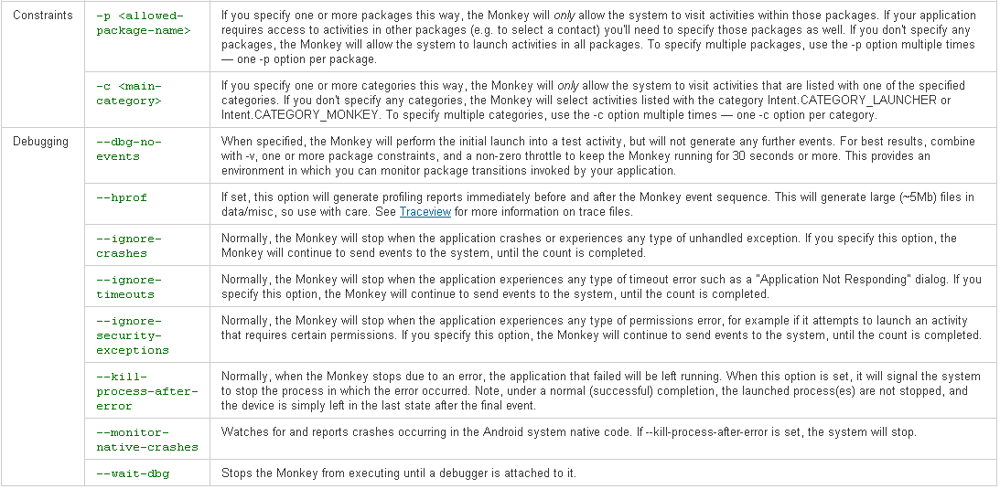 Constraints
-p <allowed-
package-name>
If you specify one or more packages this way, the Monkey will only allow the system to visit activities within those packages. If your application
requires access to activities in other packages (e.g. to select a contact) you'll need to specify those packages as well. If you don't specify any
packages, the Monkey will allow the system to launch activities in all packages. To specify multiple packages, use the -p option multiple times
— one -p option per package.
-c <main-
category>
If you specify one or more categories this way, the Monkey will only allow the system to visit activities that are listed with one of the specified
categories. If you don't specify any categories, the Monkey will select activities listed with the category Intent.CATEGORY_LAUNCHER or
Intent.CATEGORY_MONKEY. To specify multiple categories, use the -c option multiple times — one -c option per category.
Debugging
--dbg-no-
events
When specified, the Monkey will perform the initial launch into a test activity, but will not generate any further events. For best results, combine
with -v, one or more package constraints, and a non-zero throttle to keep the Monkey running for 30 seconds or more. This provides an
environment in which you can monitor package transitions invoked by your application.
--hprof
If set, this option will generate profiling reports immediately before and after the Monkey event sequence. This will generate large (~5Mb) files in
data/misc, so use with care. See Traceview for more information on trace files.
--ignore-
crashes
Normally, the Monkey will stop when the application crashes or experiences any type of unhandled exception. If you specify this option, the
Monkey will continue to send events to the system, until the count is completed.
--ignore-
timeouts
Normally, the Monkey will stop when the application experiences any type of timeout error such as a "Application Not Responding" dialog. If you
specify this option, the Monkey will continue to send events to the system, until the count is completed.
--ignore-
security-
exceptions
Normally, the Monkey will stop when the application experiences any type of permissions error, for example if it attempts to launch an activity
that requires certain permissions. If you specify this option, the Monkey will continue to send events to the system, until the count is completed.
--kill-
process-after-
error
Normally, when the Monkey stops due to an error, the application that failed will be left running. When this option is set, it will signal the system
to stop the process in which the error occurred. Note, under a normal (successful) completion, the launched process(es) are not stopped, and
the device is simply left in the last state after the final event.
--monitor-
native-crashes
Watches for and reports crashes occurring in the Android system native code. If --kill-process-after-error is set, the system will stop.
--wait-dbg
Stops the Monkey from executing until a debugger is attached to it.